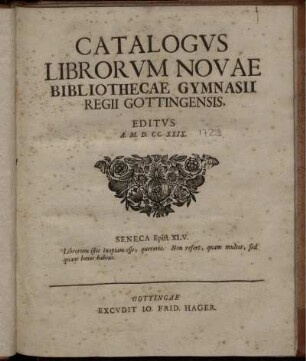 CATALOGVS
LIBRORVM NOVAE
BIBLIOTHECAE GYMNASII
REGII GOTTINGENSIS,
EDITVS
A. M. D. CC. XXIX. 1729
SENECA Epist XLV.
Librorum istic inopiam esse, quereris. Non refert, quam multos, sed
quam bonos habeas.
GOTTINGAE
EXCVDIT IO. FRID. HAGER.